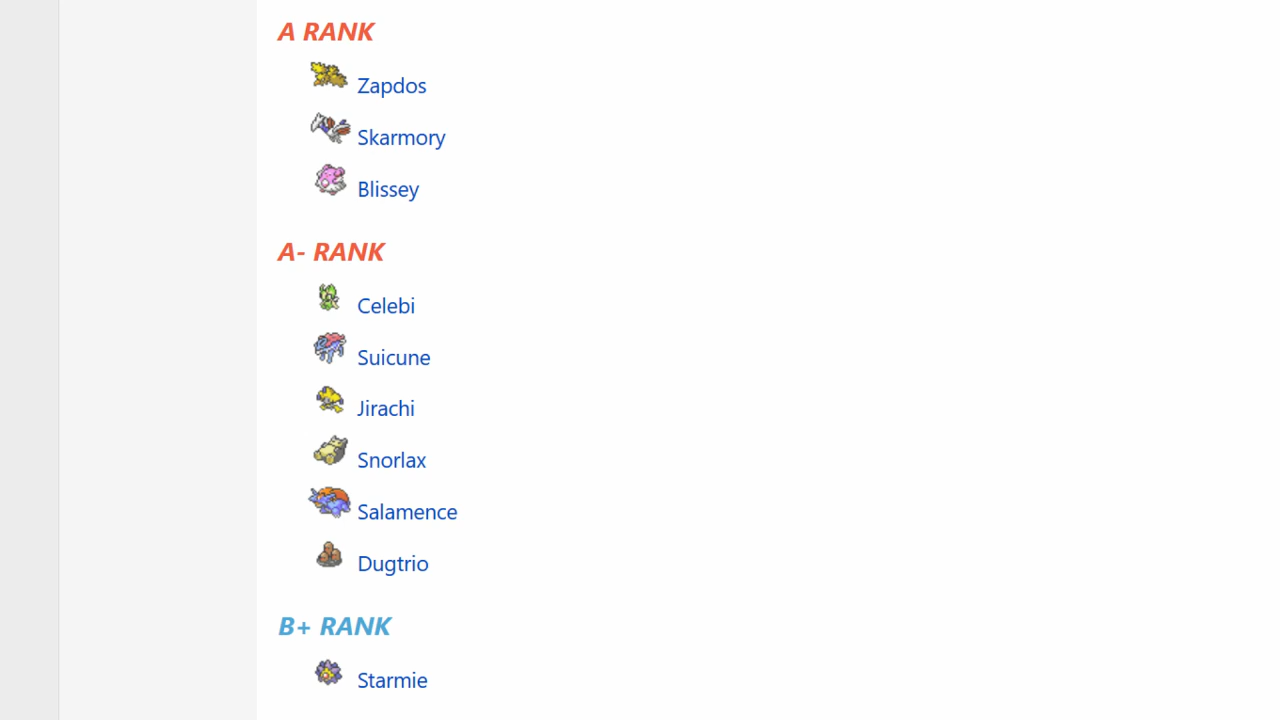 A RANK
Zapdos
Skarmory
Blissey
A- RANK
Celebi
Suicune
Jirachi
Snorlax
Salamence
Dugtrio
B+ RANK
Starmie